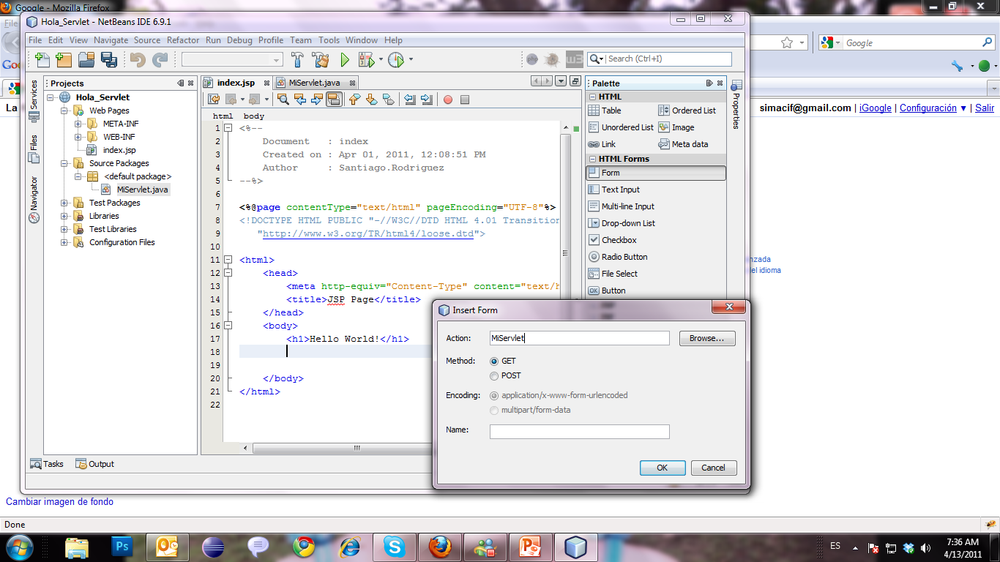 Google - Mozilla Firefox
Hola_Servlet - NetBeans IDE 6.9.1
File Edit View Navigate Source Refactor Run Debug Profile Team Tools Window Help
Search (Ctrl+I)
Google
Projects
index.jsp
MiServlet.java
Palette
Services
Files
Navigator
Properties
Hola_Servlet
Web Pages
META-INF
WEB-INF
index.jsp
Source Packages
<default package>
MiServlet.java
Test Packages
Libraries
Test Libraries
Configuration Files
html body
1 <%--
2 Document : index
3 Created on : Apr 01, 2011, 12:08:51 PM
4 Author : Santiago.Rodriguez
5 --%>
6
7 <%@page contentType="text/html" pageEncoding="UTF-8"%>
8 <!DOCTYPE HTML PUBLIC "-//W3C//DTD HTML 4.01 Transition
9 "http://www.w3.org/TR/html4/loose.dtd">
10
11 <html>
12 <head>
13 <meta http-equiv="Content-Type" content="text/h
14 <title>JSP Page</title>
15 </head>
16 <body>
17 <h1>Hello World!</h1>
18
19
20 </body>
21 </html>
22
HTML
Table Ordered List
Unordered List Image
Link Meta data
HTML Forms
Form
Text Input
Multi-line Input
Drop-down List
Checkbox
Radio Button
File Select
Button
La
simacif@gmail.com | iGoogle | Configuración ▼ | Salir
nzada
el idioma
Insert Form
Action: MiServlet Browse...
Method: GET
POST
Encoding: application/x-www-form-urlencoded
multipart/form-data
Name:
OK Cancel
Tasks Output
Cambiar imagen de fondo
Done
Ps
ES
7:36 AM
4/13/2011